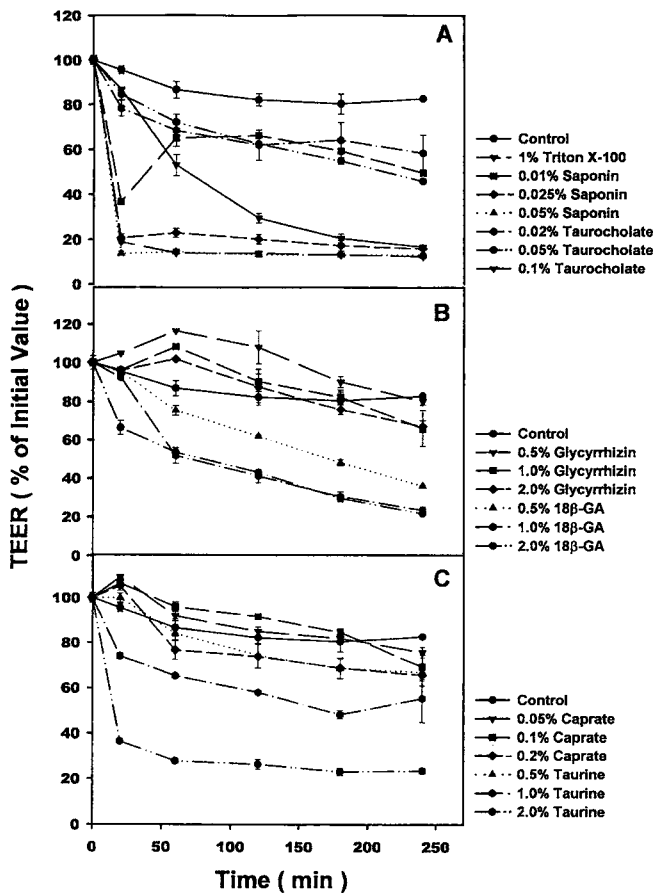 A
120
100
80
60
40
20
0
Control
1% Triton X-100
0.01% Saponin
0.025% Saponin
0.05% Saponin
0.02% Taurocholate
0.05% Taurocholate
0.1% Taurocholate
B
120
100
80
60
40
20
0
Control
0.5% Glycyrrhizin
1.0% Glycyrrhizin
2.0% Glycyrrhizin
0.5% 18β-GA
1.0% 18β-GA
2.0% 18β-GA
C
100
80
60
40
20
0
Control
0.05% Caprate
0.1% Caprate
0.2% Caprate
0.5% Taurine
1.0% Taurine
2.0% Taurine
TEER ( % of Initial Value )
0 50 100 150 200 250
Time ( min )